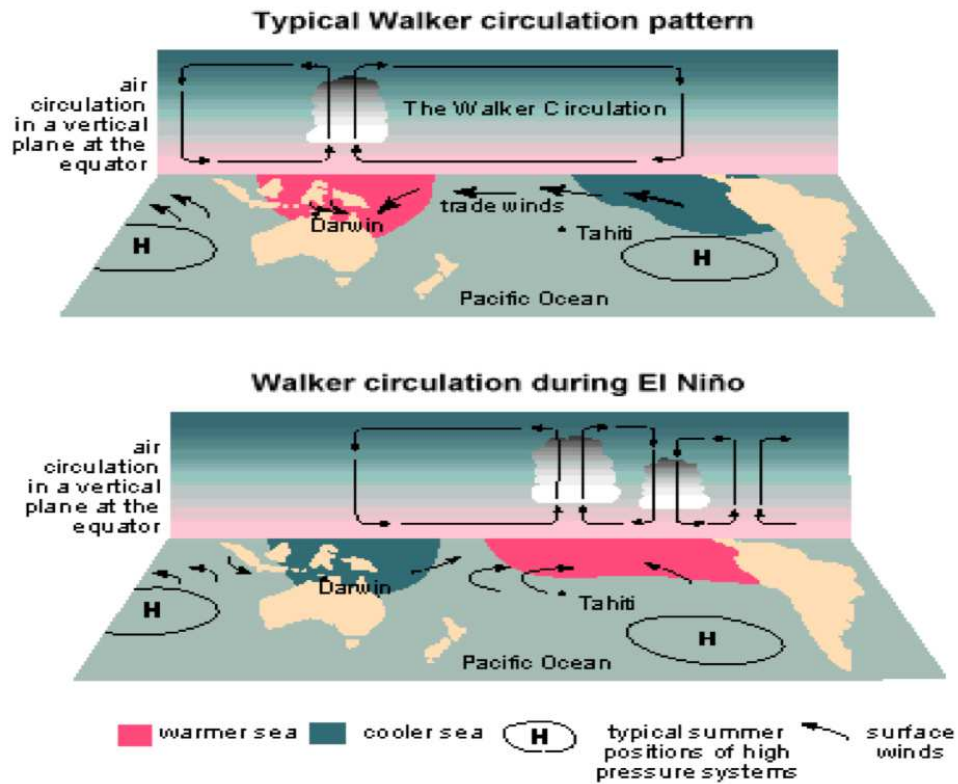 Typical Walker circulation pattern
air
circulation
in a vertical
plane at the
equator
The Walker Circulation
trade winds
Darwin
Tahiti
H
H
Pacific Ocean
Walker circulation during El Niño
air
circulation
in a vertical
plane at the
equator
Darwin
Tahiti
H
H
Pacific Ocean
warmer sea
cooler sea
H
typical summer
positions of high
pressure systems
surface
winds